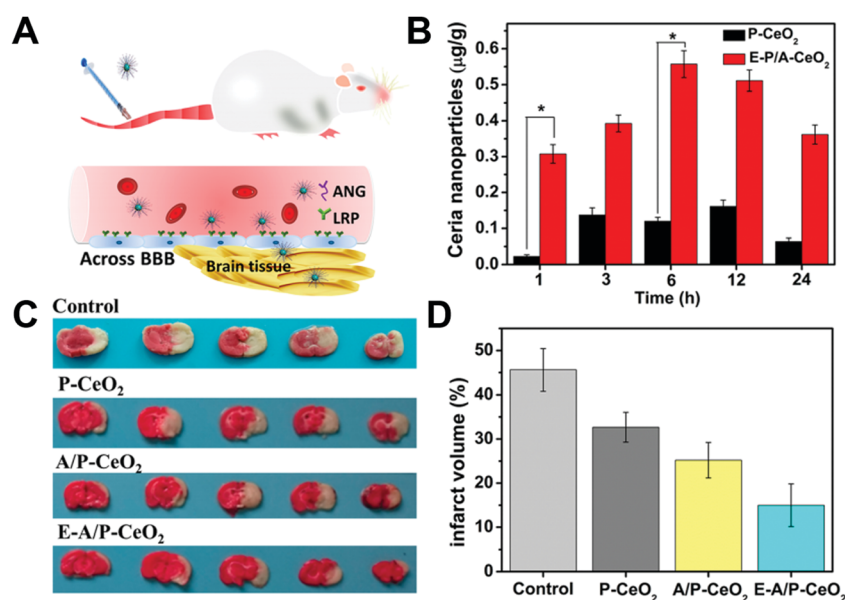 A
ANG
LRP
Across BBB
Brain tissue
B
Ceria nanoparticles (µg/g)
0.6
0.5
0.4
0.3
0.2
0.1
0.0
P-CeO₂
E-P/A-CeO₂
*
*
1 3 6 12 24
Time (h)
C
Control
P-CeO₂
A/P-CeO₂
E-A/P-CeO₂
D
infarct volume (%)
50
40
30
20
10
0
Control P-CeO₂ A/P-CeO₂ E-A/P-CeO₂